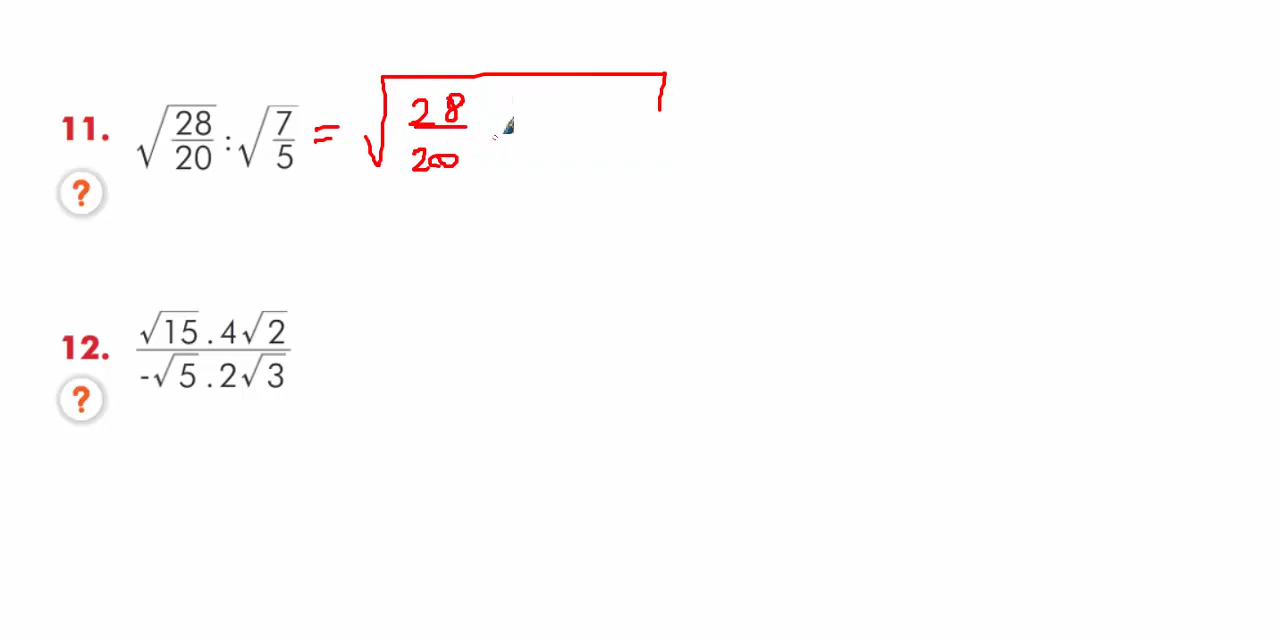 11. √(28/20) : √(7/5) = √(28/200
?
12. (√15 . 4√2)/(-√5 . 2√3)
?